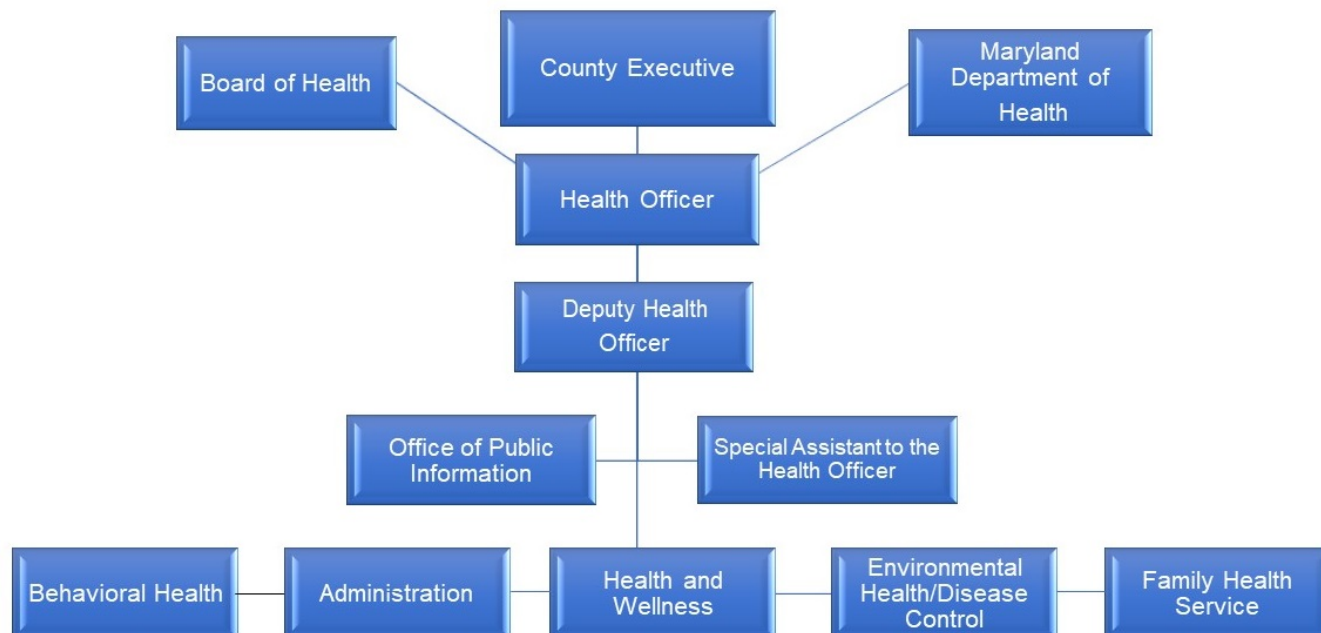 Board of Health
County Executive
Maryland
Department of
Health
Health Officer
Deputy Health
Officer
Office of Public
Information
Special Assistant to the
Health Officer
Behavioral Health
Administration
Health and
Wellness
Environmental
Health/Disease
Control
Family Health
Service